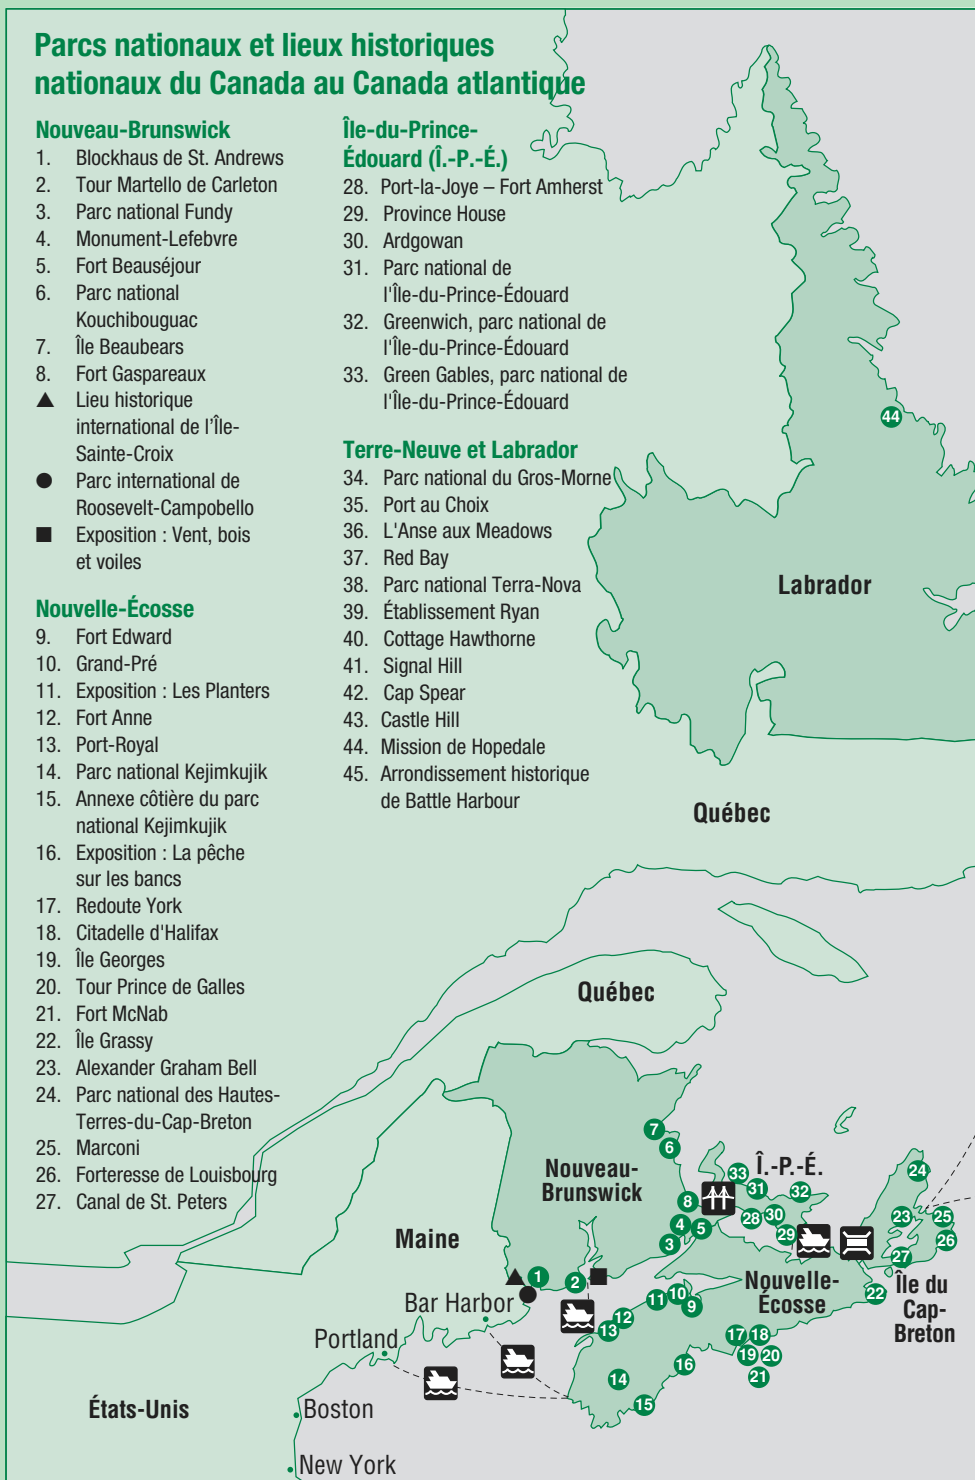 Parcs nationaux et lieux historiques
nationaux du Canada au Canada atlantique
Nouveau-Brunswick
1. Blockhaus de St. Andrews
2. Tour Martello de Carleton
3. Parc national Fundy
4. Monument-Lefebvre
5. Fort Beauséjour
6. Parc national
Kouchibouguac
7. Île Beaubears
8. Fort Gaspareaux
▲ Lieu historique
international de l’Île-
Sainte-Croix
● Parc international de
Roosevelt-Campobello
■ Exposition : Vent, bois
et voiles
Nouvelle-Écosse
9. Fort Edward
10. Grand-Pré
11. Exposition : Les Planters
12. Fort Anne
13. Port-Royal
14. Parc national Kejimkujik
15. Annexe côtière du parc
national Kejimkujik
16. Exposition : La pêche
sur les bancs
17. Redoute York
18. Citadelle d'Halifax
19. Île Georges
20. Tour Prince de Galles
21. Fort McNab
22. Île Grassy
23. Alexander Graham Bell
24. Parc national des Hautes-
Terres-du-Cap-Breton
25. Marconi
26. Forteresse de Louisbourg
27. Canal de St. Peters
Île-du-Prince-
Édouard (Î.-P.-É.)
28. Port-la-Joye – Fort Amherst
29. Province House
30. Ardgowan
31. Parc national de
l'Île-du-Prince-Édouard
32. Greenwich, parc national de
l'Île-du-Prince-Édouard
33. Green Gables, parc national de
l'Île-du-Prince-Édouard
Terre-Neuve et Labrador
34. Parc national du Gros-Morne
35. Port au Choix
36. L'Anse aux Meadows
37. Red Bay
38. Parc national Terra-Nova
39. Établissement Ryan
40. Cottage Hawthorne
41. Signal Hill
42. Cap Spear
43. Castle Hill
44. Mission de Hopedale
45. Arrondissement historique
de Battle Harbour
44
Labrador
Québec
Québec
7
6
Nouveau-
Brunswick
33
Î.-P.-É.
31
32
24
8
28
30
23
25
4
5
3
29
26
27
Maine
1
2
Nouvelle-
Écosse
22
Île du
Cap-
Breton
Bar Harbor
11
10
9
12
13
Portland
17
18
19
20
21
16
14
15
États-Unis
Boston
New York